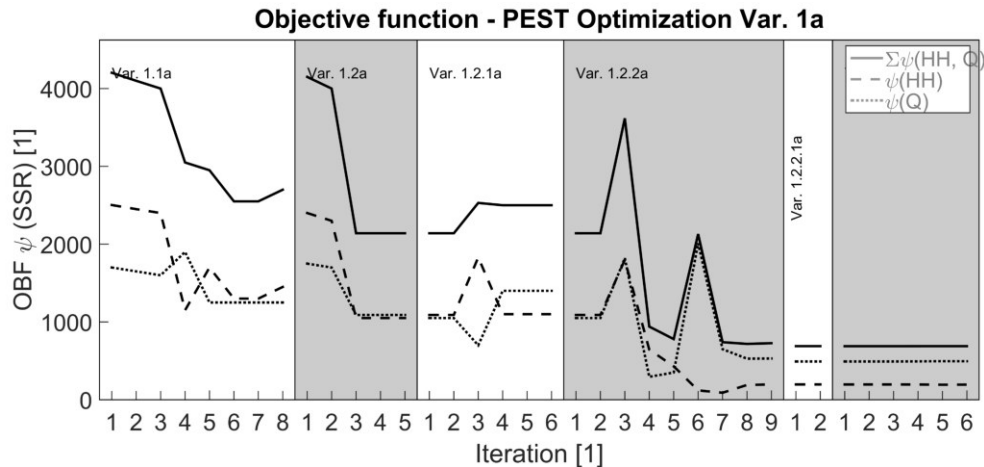 Objective function - PEST Optimization Var. 1a
Var. 1.1a
Var. 1.2a
Var. 1.2.1a
Var. 1.2.2a
Var. 1.2.2.1a
Σψ(HH, Q)
ψ(HH)
ψ(Q)
OBF ψ (SSR) [1]
4000
3000
2000
1000
0
1 2 3 4 5 6 7 8 1 2 3 4 5 1 2 3 4 5 6 1 2 3 4 5 6 7 8 9 1 2 1 2 3 4 5 6
Iteration [1]